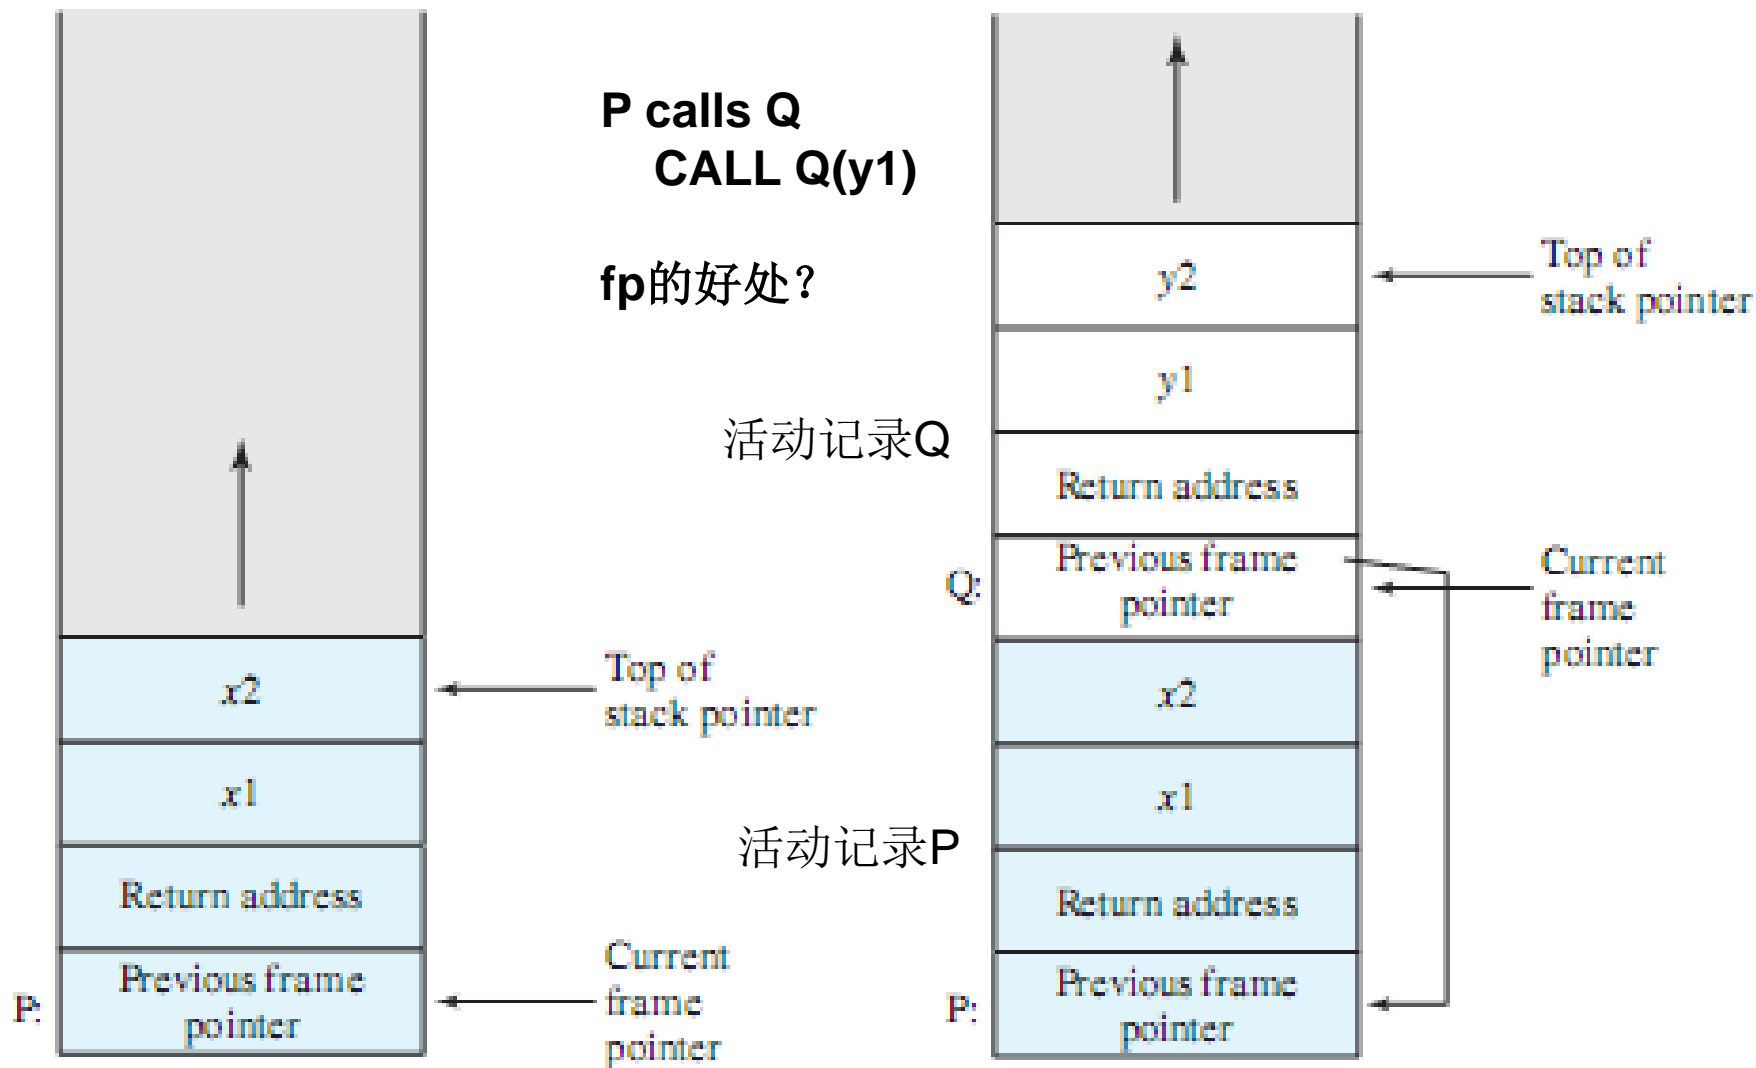 P calls Q
CALL Q(y1)
fp的好处？
x2
x1
Return address
Previous frame
pointer
P:
Top of
stack pointer
Current
frame
pointer
活动记录Q
活动记录P
y2
y1
Return address
Previous frame
pointer
Q:
x2
x1
Return address
Previous frame
pointer
P:
Top of
stack pointer
Current
frame
pointer